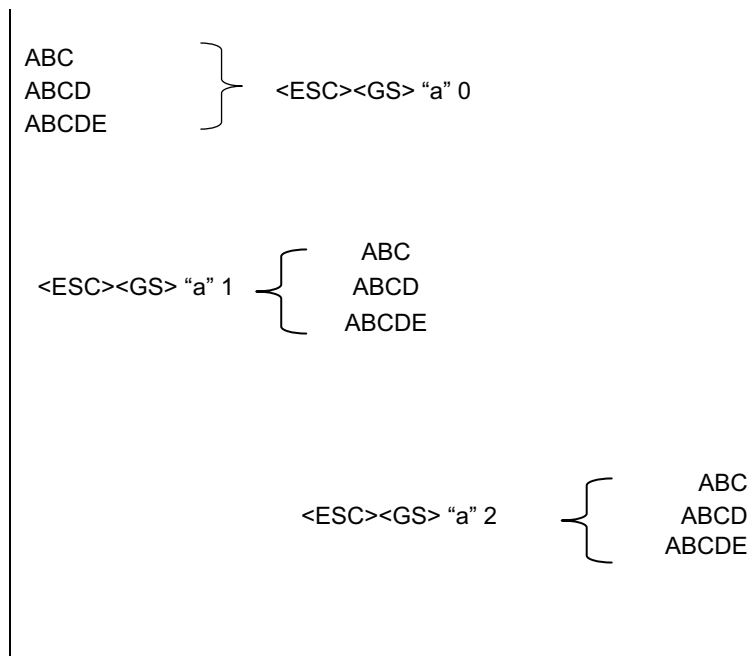 ABC
ABCD
ABCDE
<ESC><GS> “a” 0
<ESC><GS> “a” 1
ABC
ABCD
ABCDE
<ESC><GS> “a” 2
ABC
ABCD
ABCDE